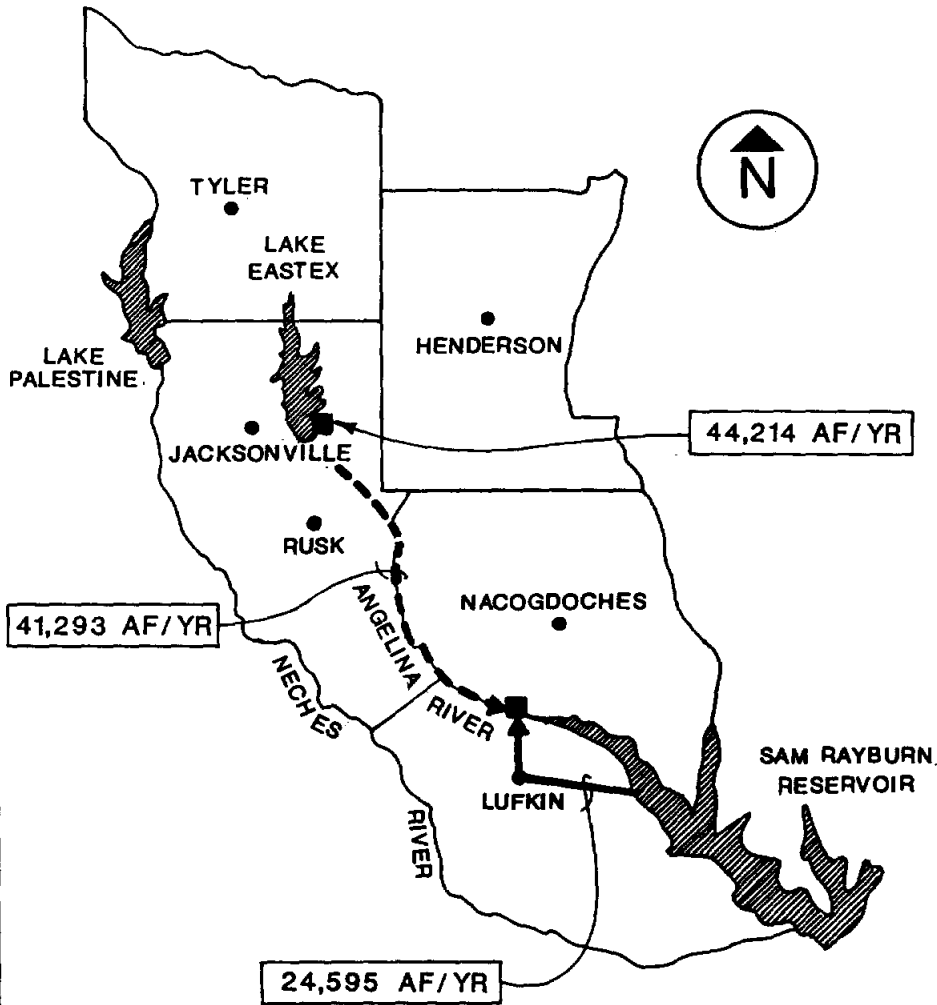 N
TYLER
LAKE
EASTEX
HENDERSON
LAKE
PALESTINE
44,214 AF/YR
JACKSONVILLE
RUSK
NACOGDOCHES
41,293 AF/YR
ANGELINA
RIVER
NECHES
RIVER
SAM RAYBURN
RESERVOIR
LUFKIN
24,595 AF/YR